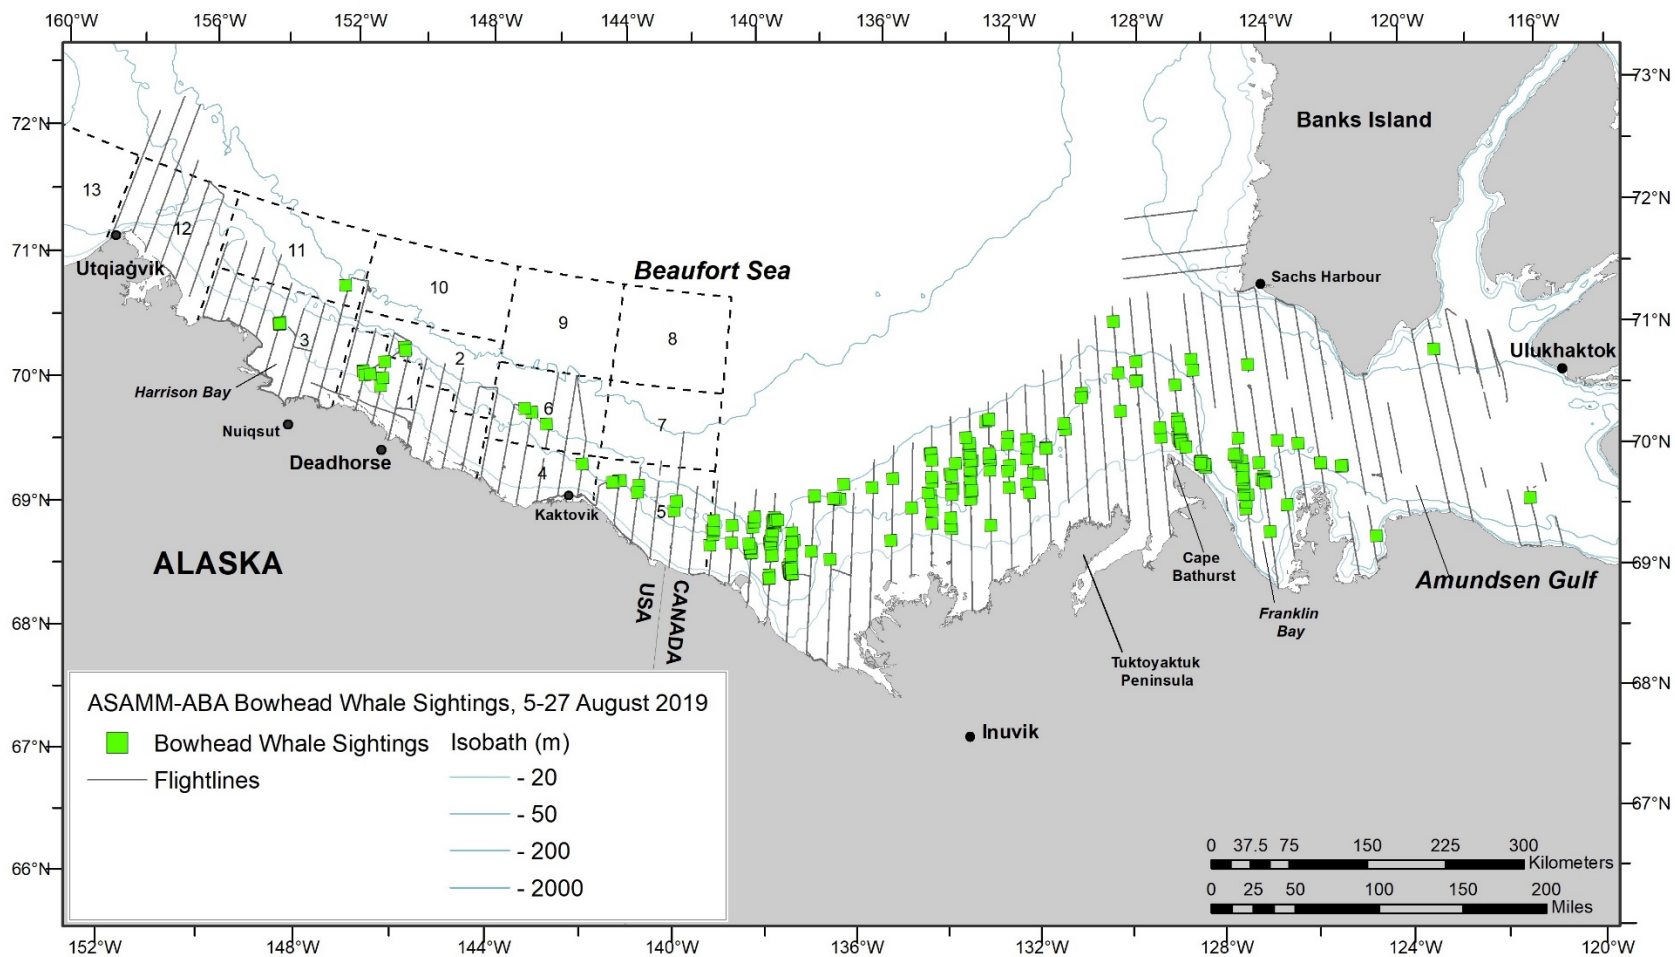 160°W 156°W 152°W 148°W 144°W 140°W 136°W 132°W 128°W 124°W 120°W 116°W
73°N
72°N
Banks Island
13
12
72°N
11
71°N
Utqiaġvik
Beaufort Sea
10
Sachs Harbour
9
8
71°N
3
2
Ulukhaktok
70°N
Harrison Bay
1
6
7
Nuiqsut
70°N
Deadhorse
4
69°N
Kaktovik
5
ALASKA
Cape
Bathurst
69°N
Amundsen Gulf
USA
CANADA
Franklin
Bay
68°N
Tuktoyaktuk
Peninsula
68°N
ASAMM-ABA Bowhead Whale Sightings, 5-27 August 2019
Bowhead Whale Sightings
Isobath (m)
Flightlines
- 20
- 50
- 200
- 2000
Inuvik
67°N
67°N
66°N
0 37.5 75 150 225 300
Kilometers
0 25 50 100 150 200
Miles
152°W 148°W 144°W 140°W 136°W 132°W 128°W 124°W 120°W